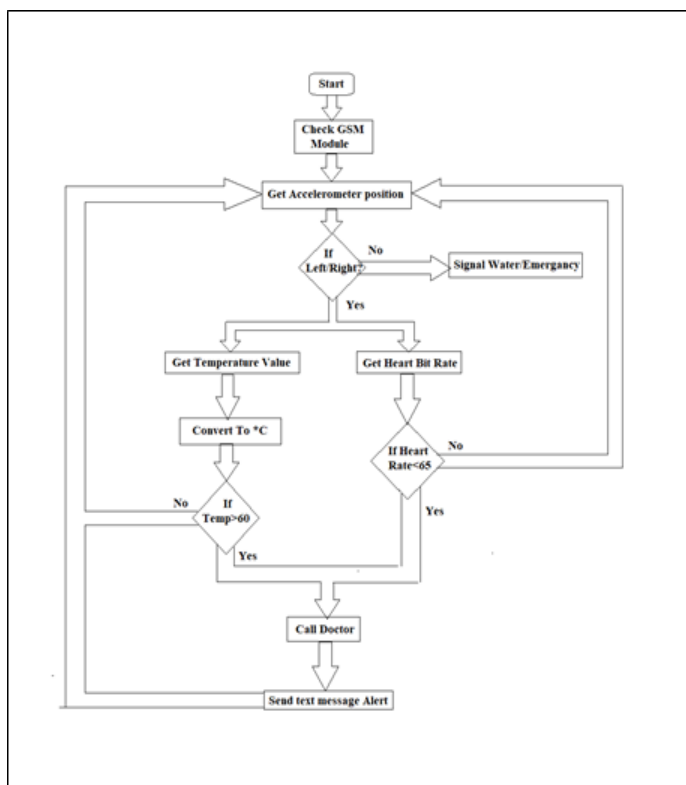 Start
Check GSM
Module
Get Accelerometer position
If
Left/Right?
No
Signal Water/Emergancy
Yes
Get Temperature Value
Get Heart Bit Rate
Convert To *C
If Heart
Rate<65
No
Yes
No
If
Temp>60
Yes
Call Doctor
Send text message Alert